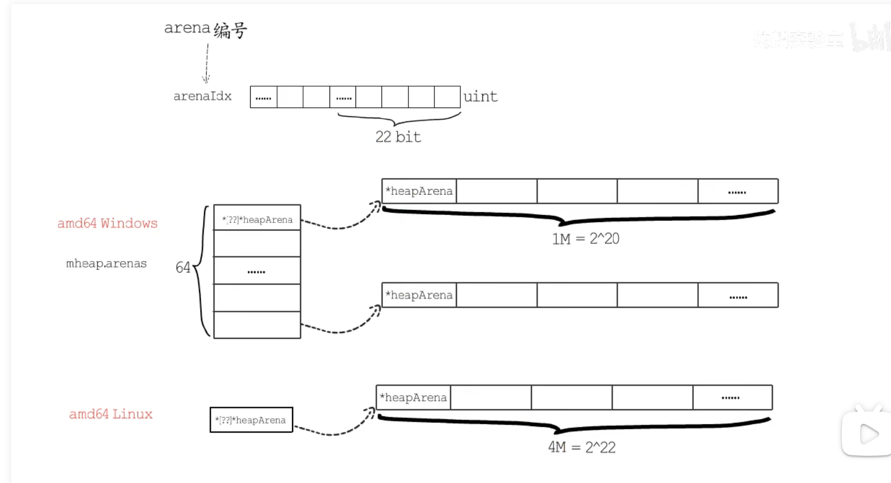 arena编号
arenaIdx
......
......
uint
22 bit
*heapArena
......
amd64 Windows
*[??]*heapArena
1M = 2^20
mheap.arenas
64
......
*heapArena
......
amd64 Linux
*heapArena
......
*[??]*heapArena
4M = 2^22